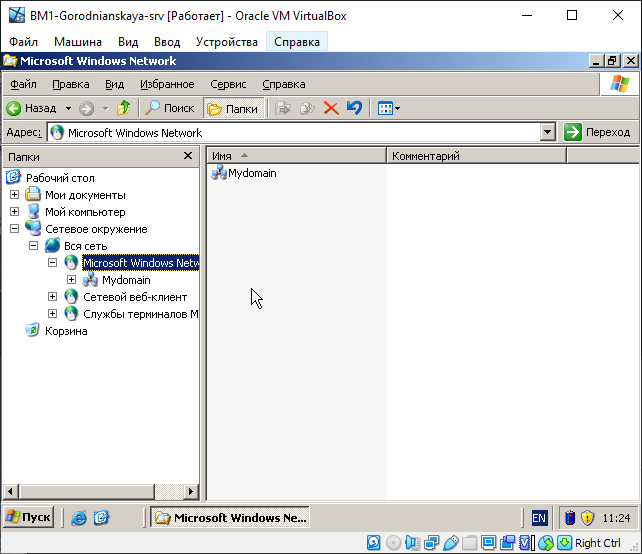 BM1-Gorodnianskaya-srv [Работает] - Oracle VM VirtualBox
Файл Машина Вид Ввод Устройства Справка
Microsoft Windows Network
Файл Правка Вид Избранное Сервис Справка
Назад Поиск Папки
Адрес: Microsoft Windows Network Переход
Папки
Имя Комментарий
Рабочий стол
Mydomain
Мои документы
Мой компьютер
Сетевое окружение
Вся сеть
Microsoft Windows Netw
Mydomain
Сетевой веб-клиент
Службы терминалов M
Корзина
Пуск Microsoft Windows Ne... EN 11:24
Right Ctrl